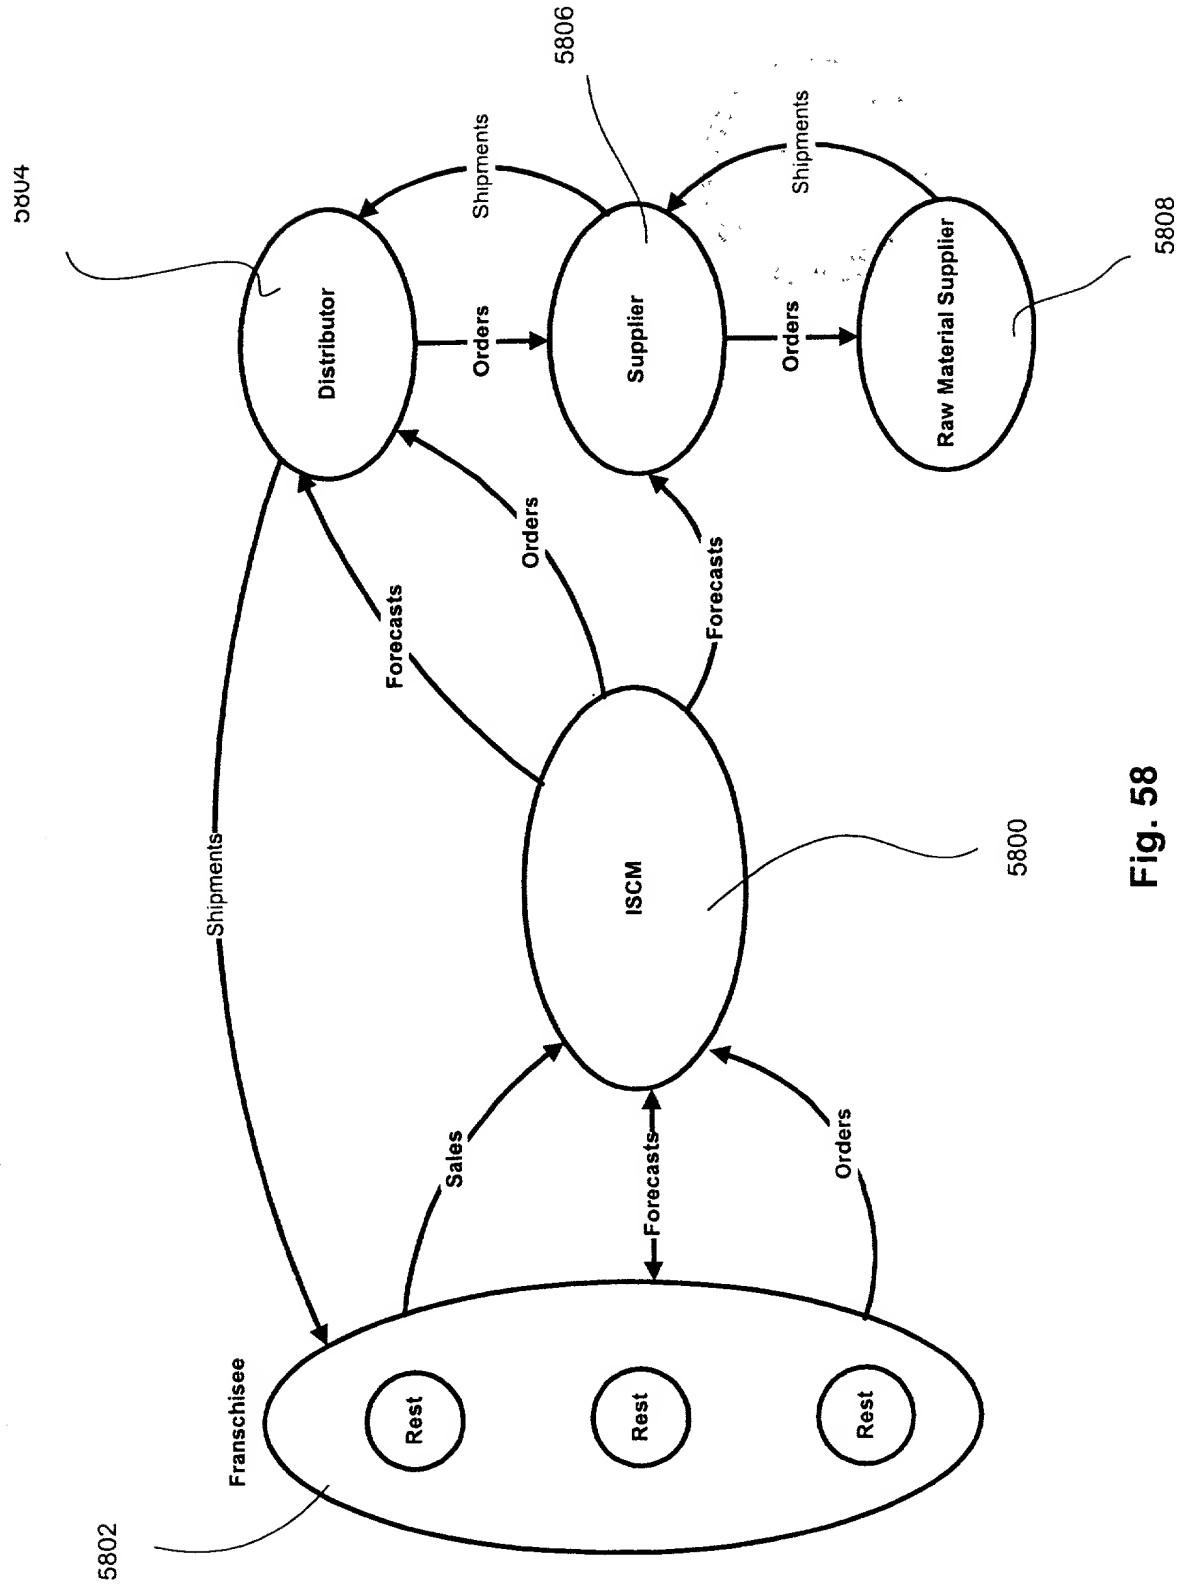 5804
5802
Shipments
Franschisee
Distributor
Forecasts
Rest
Sales
Orders
Shipments
Orders
5806
Rest
ISCM
Supplier
Forecasts
Forecasts
Orders
Shipments
Orders
Rest
Raw Material Supplier
5800
5808
Fig. 58